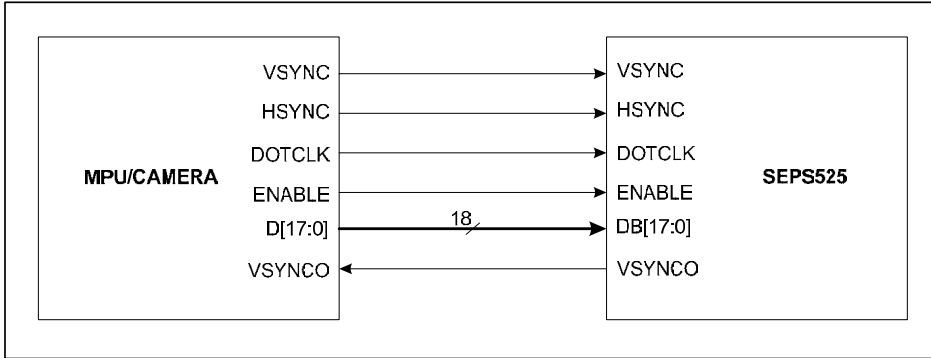 VSYNC VSYNC
HSYNC HSYNC
DOTCLK DOTCLK
MPU/CAMERA SEPS525
ENABLE ENABLE
D[17:0] 18 DB[17:0]
VSYNCO VSYNCO